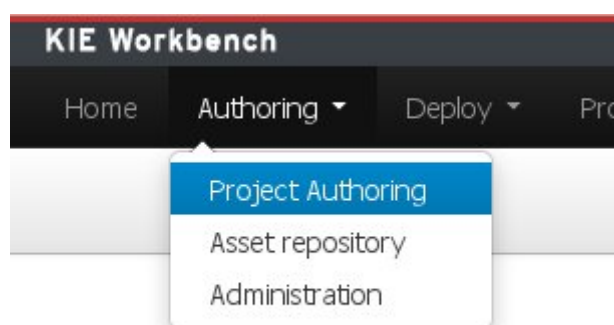 KIE Workbench
Home Authoring Deploy
Project Authoring
Asset repository
Administration